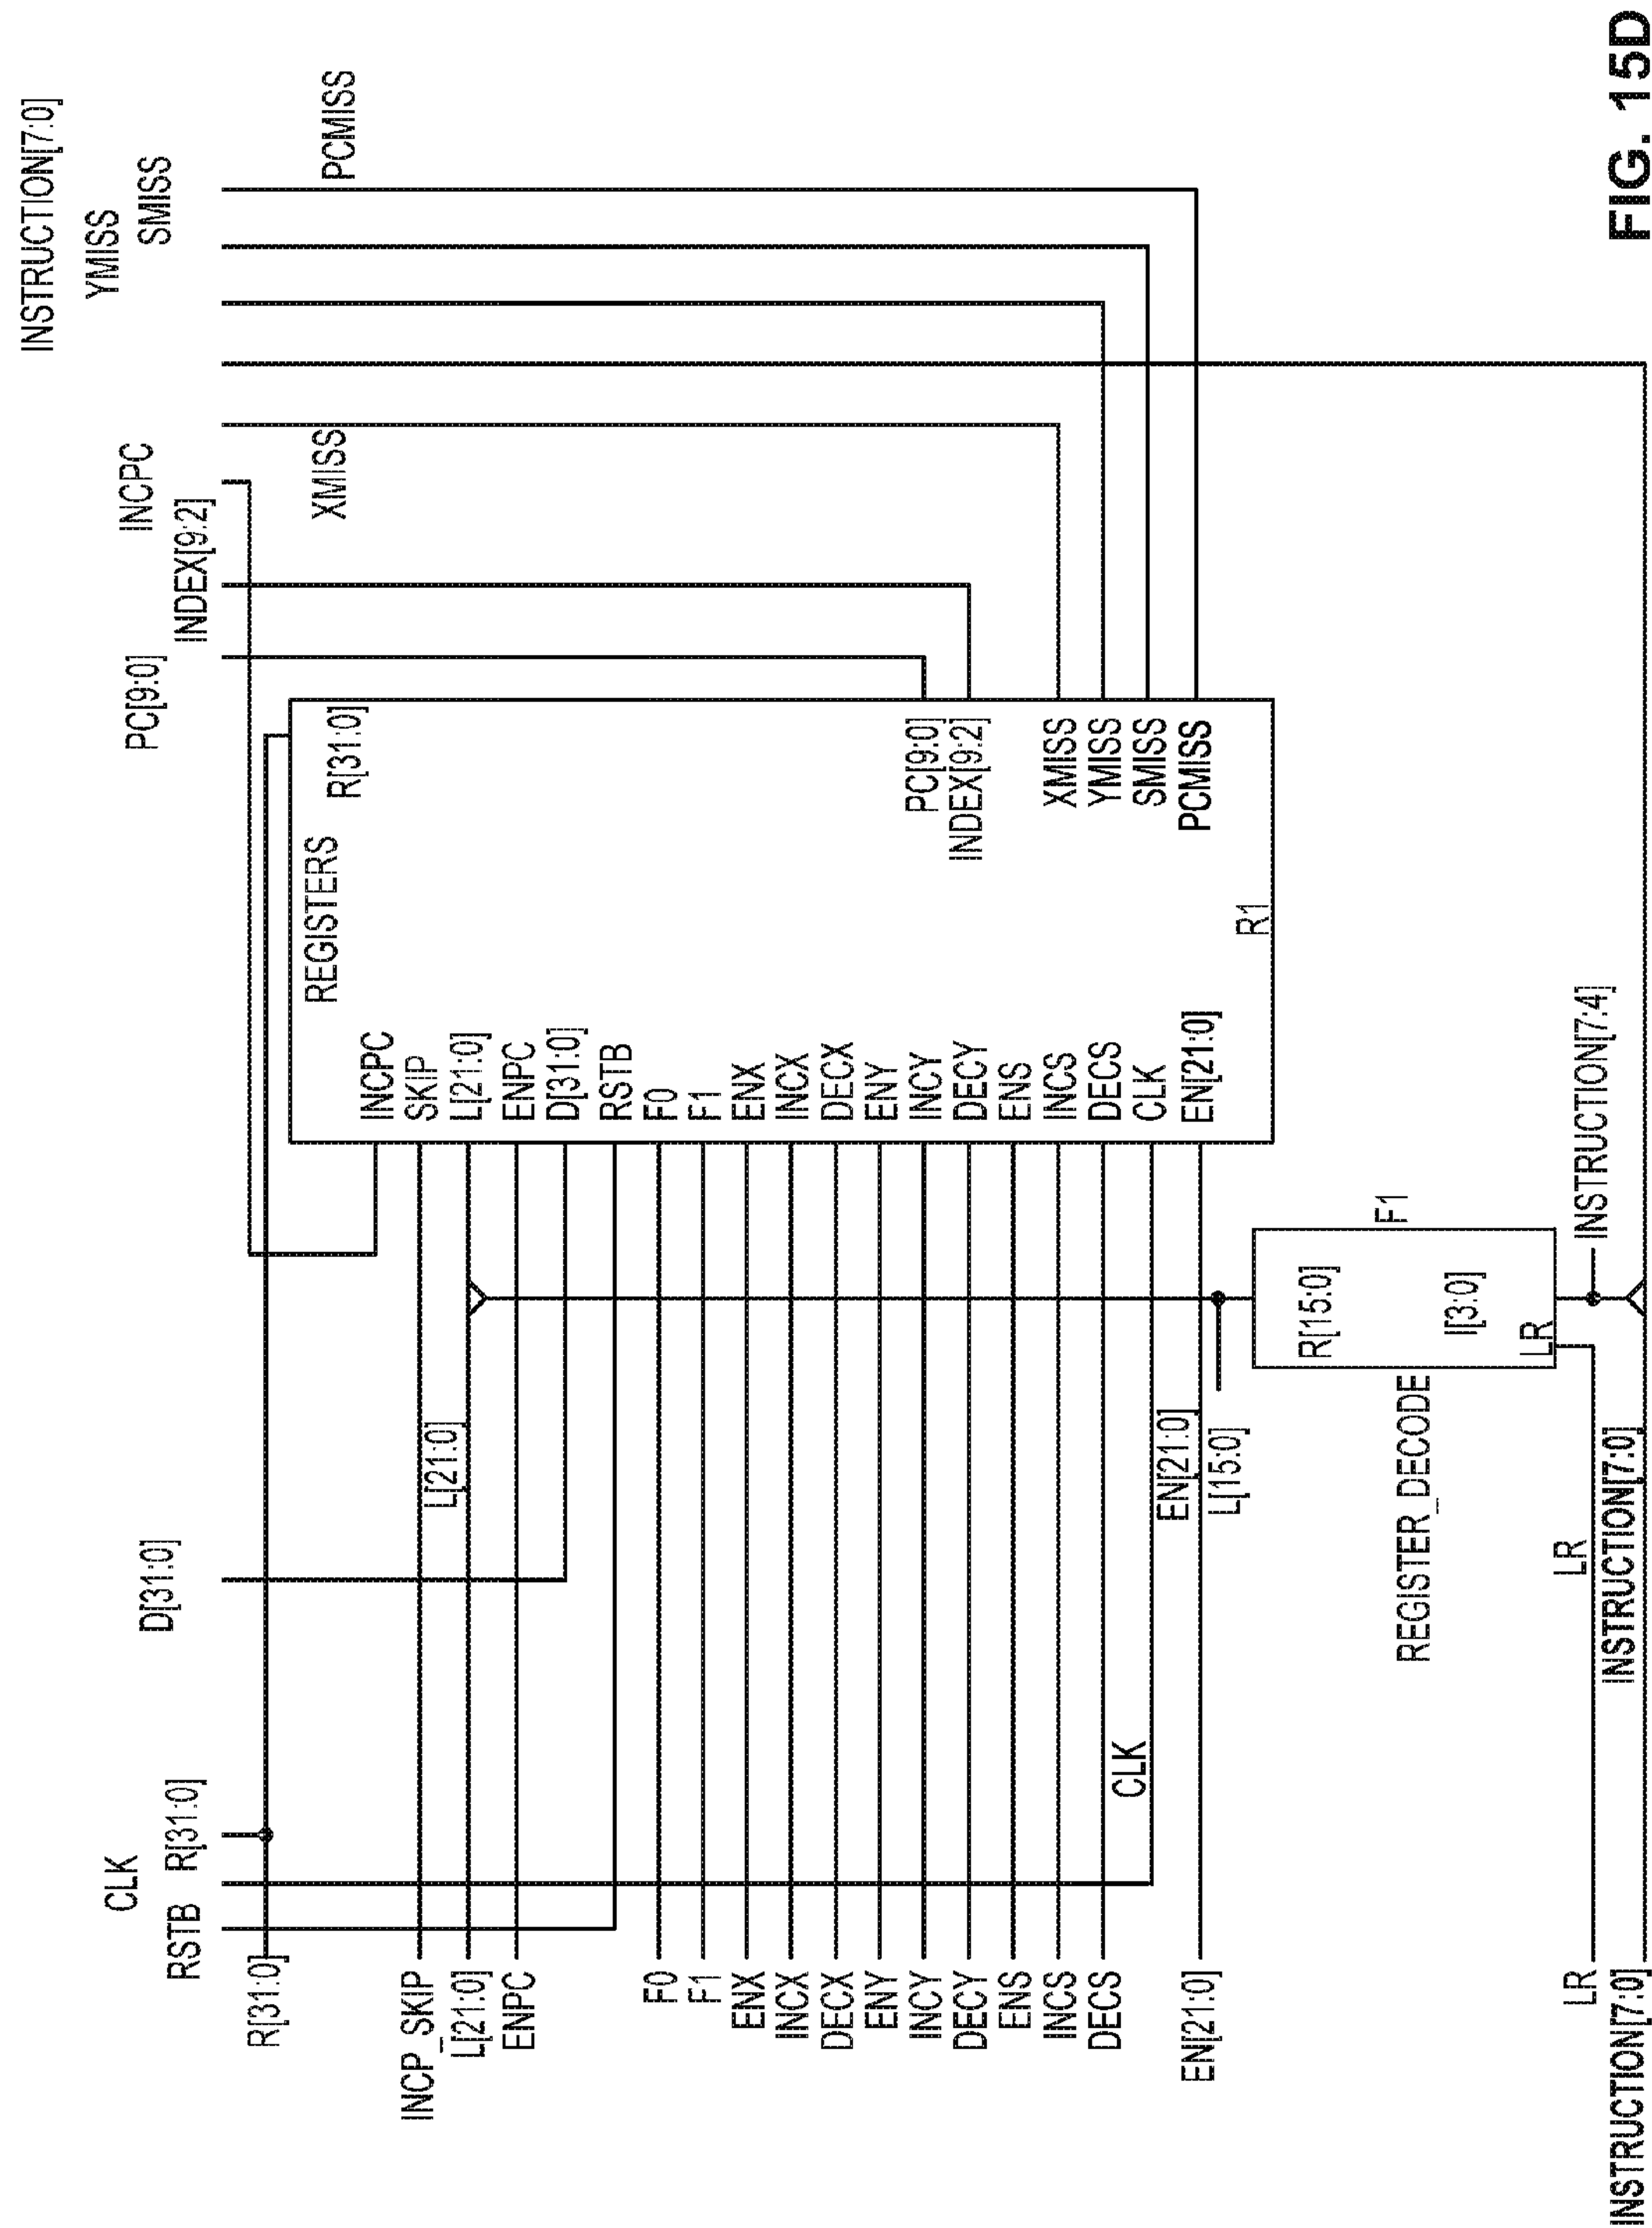 INSTRUCTION[7:0]
YMISS
SMISS
PCMISS
XMISS
INCPC
INDEX[9:2]
PC[9:0]
D[31:0]
CLK
R[31:0]
RSTB
R[31:0]
INCP_SKIP
L[21:0]
ENPC
F0
F1
ENX
INCX
DECX
ENY
INCY
DECY
ENS
INCS
DECS
EN[21:0]
LR
INSTRUCTION[7:0]
L[21:0]
CLK
EN[21:0]
L[15:0]
REGISTERS
R[31:0]
INCPC
SKIP
L[21:0]
ENPC
D[31:0]
RSTB
F0
F1
ENX
INCX
DECX
ENY
INCY
DECY
ENS
INCS
DECS
CLK
EN[21:0]
PC[9:0]
INDEX[9:2]
XMISS
YMISS
SMISS
PCMISS
R1
R[15:0]
I[3:0]
LR
F1
REGISTER_DECODE
INSTRUCTION[7:4]
LR
INSTRUCTION[7:0]
FIG. 15D